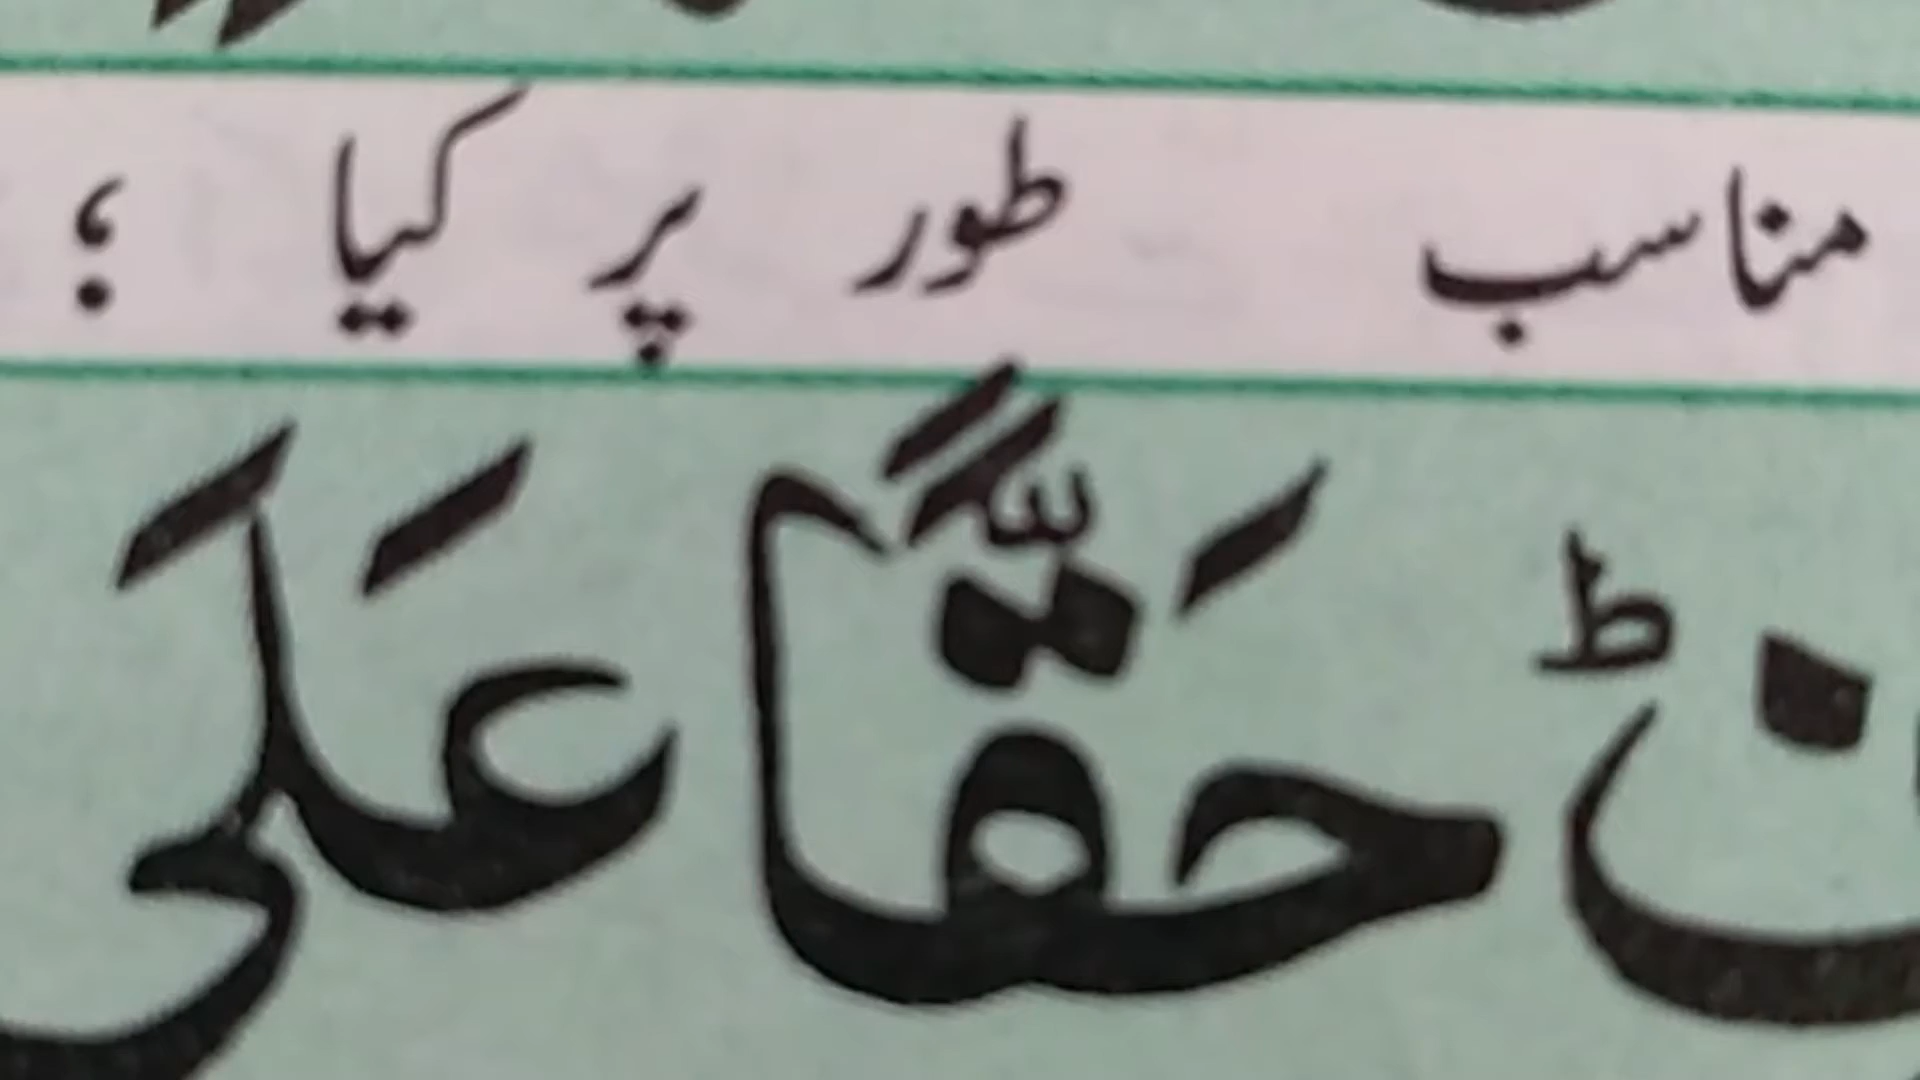 مناسب طور پر کیا ؛
نؕ حَقًّا عَلَی